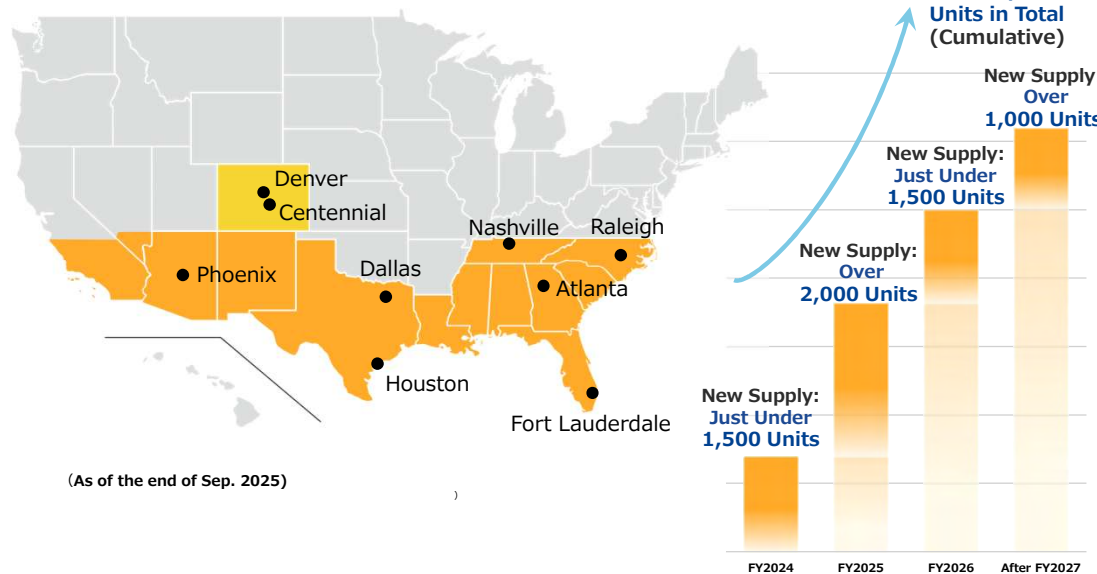 Units in Total
(Cumulative)
New Supply
Over
1,000 Units
New Supply:
Just Under
1,500 Units
New Supply:
Over
2,000 Units
New Supply:
Just Under
1,500 Units
Denver
Centennial
Nashville
Raleigh
Phoenix
Dallas
Atlanta
Houston
Fort Lauderdale
(As of the end of Sep. 2025)
)
FY2024
FY2025
FY2026
After FY2027